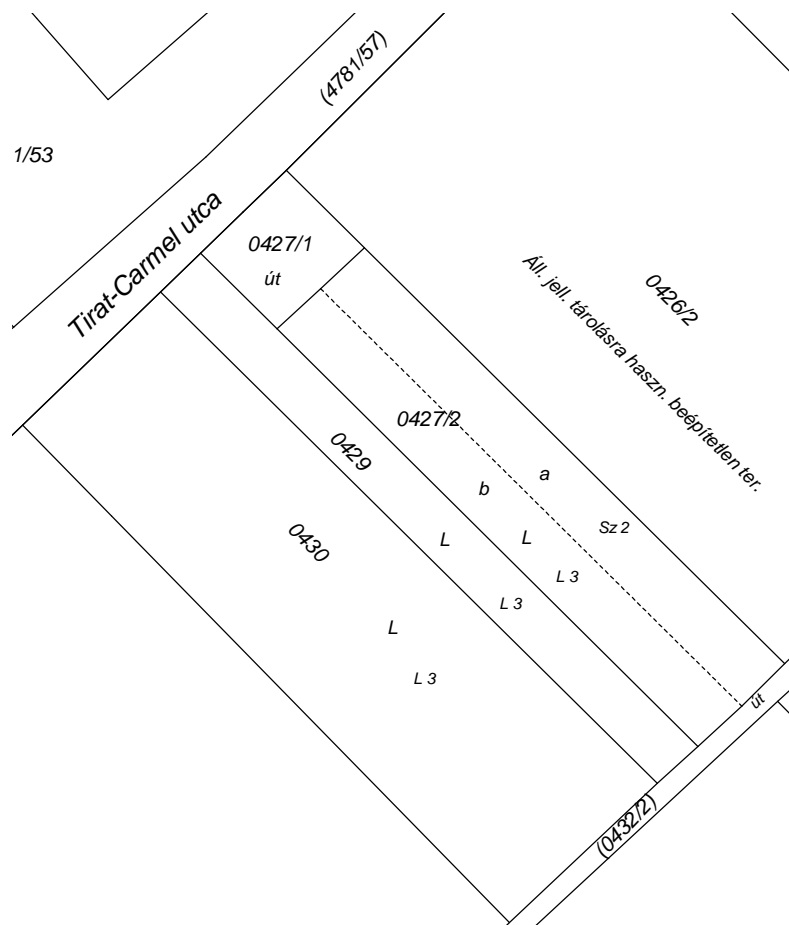 (4781/57)
1/53
Tirat-Carmel utca
0427/1
út
0426/2
Áll. jell. tárolásra haszn. beépítetlen ter.
0427/2
0429
a
b
Sz 2
0430
L
L
L 3
L 3
L
L 3
út
(0432/2)